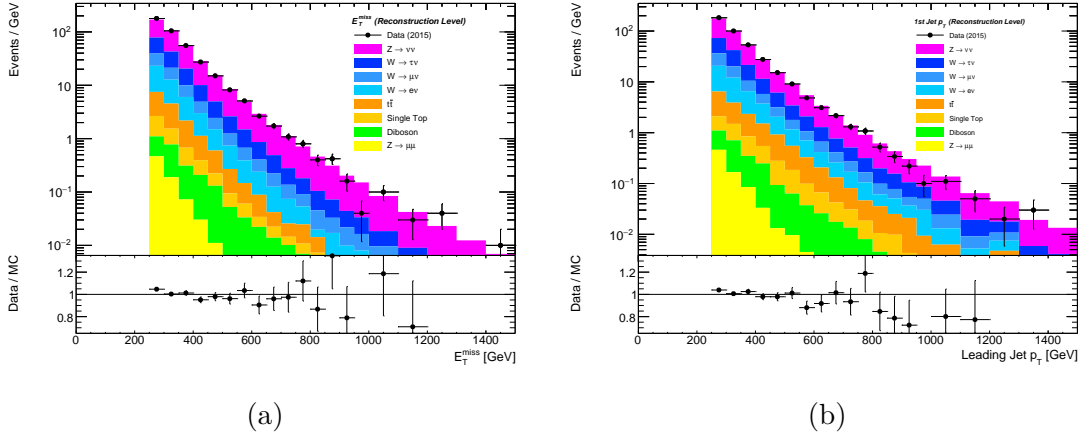 Events / GeV
10²
10
1
10⁻¹
10⁻²
E_T^miss (Reconstruction Level)
Data (2015)
Z → νν
W → τν
W → μν
W → eν
tt̄
Single Top
Diboson
Z → μμ
Data / MC
1.2
1
0.8
0 200 400 600 800 1000 1200 1400
E_T^miss [GeV]
(a)
Events / GeV
10²
10
1
10⁻¹
10⁻²
1st Jet p_T (Reconstruction Level)
Data (2015)
Z → νν
W → τν
W → μν
W → eν
tt̄
Single Top
Diboson
Z → μμ
Data / MC
1.2
1
0.8
0 200 400 600 800 1000 1200 1400
Leading Jet p_T [GeV]
(b)